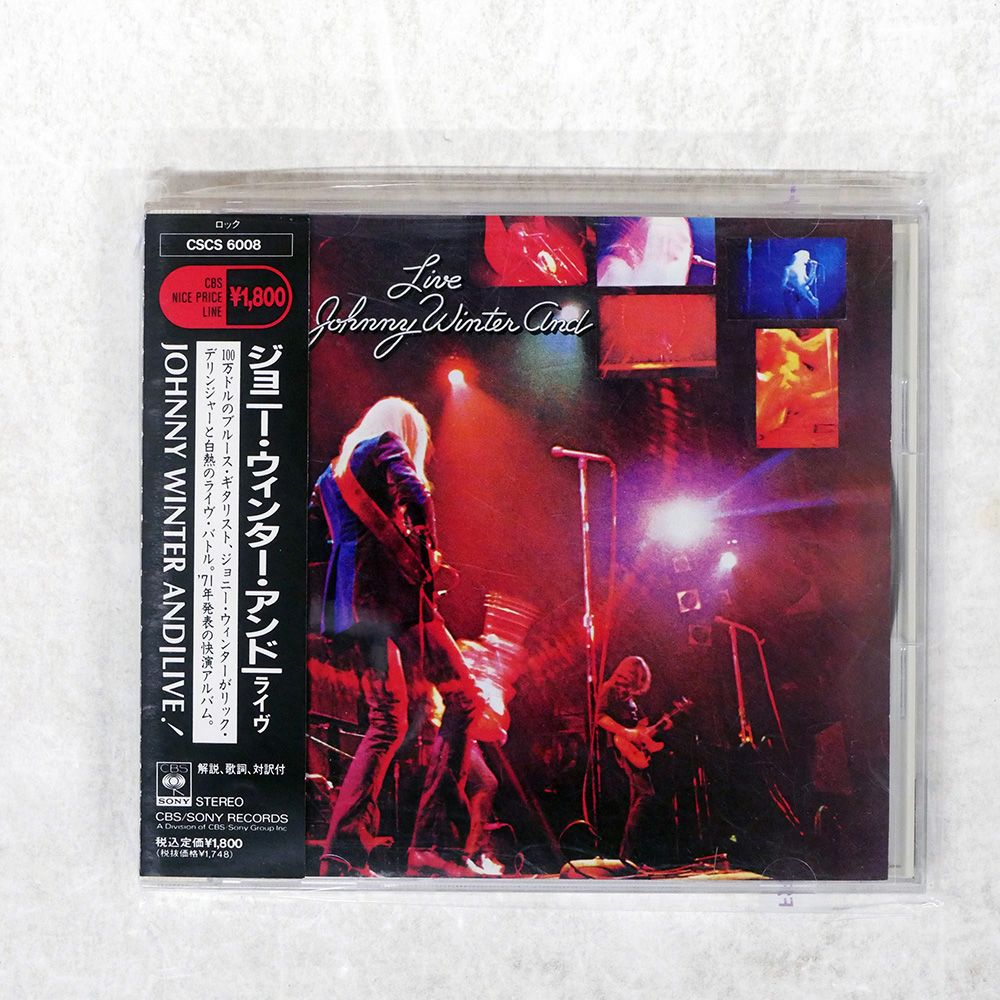 ロック
CSCS 6008
CBS
NICE PRICE
LINE
¥1,800
ジョニー・ウィンター・アンド|ライヴ
100万ドルのブルース・ギタリスト、ジョニー・ウィンターがリック・
デリンジャーと白熱のライヴ・バトル。'71年発表の快演アルバム。
JOHNNY WINTER AND|LIVE!
CBS
SONY
解説、歌詞、対訳付
STEREO
CBS/SONY RECORDS
A Division of CBS Sony Group Inc
税込定価¥1,800
(税抜価格¥1,748)
Live
Johnny Winter And